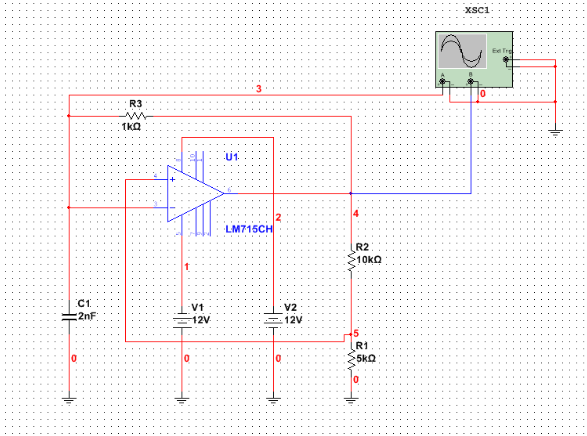 XSC1
Ext Trig
A
B
0
3
R3
1kΩ
U1
6
2
4
LM715CH
R2
10kΩ
1
C1
2nF
V1
12V
V2
12V
5
R1
5kΩ
0
0
0
0